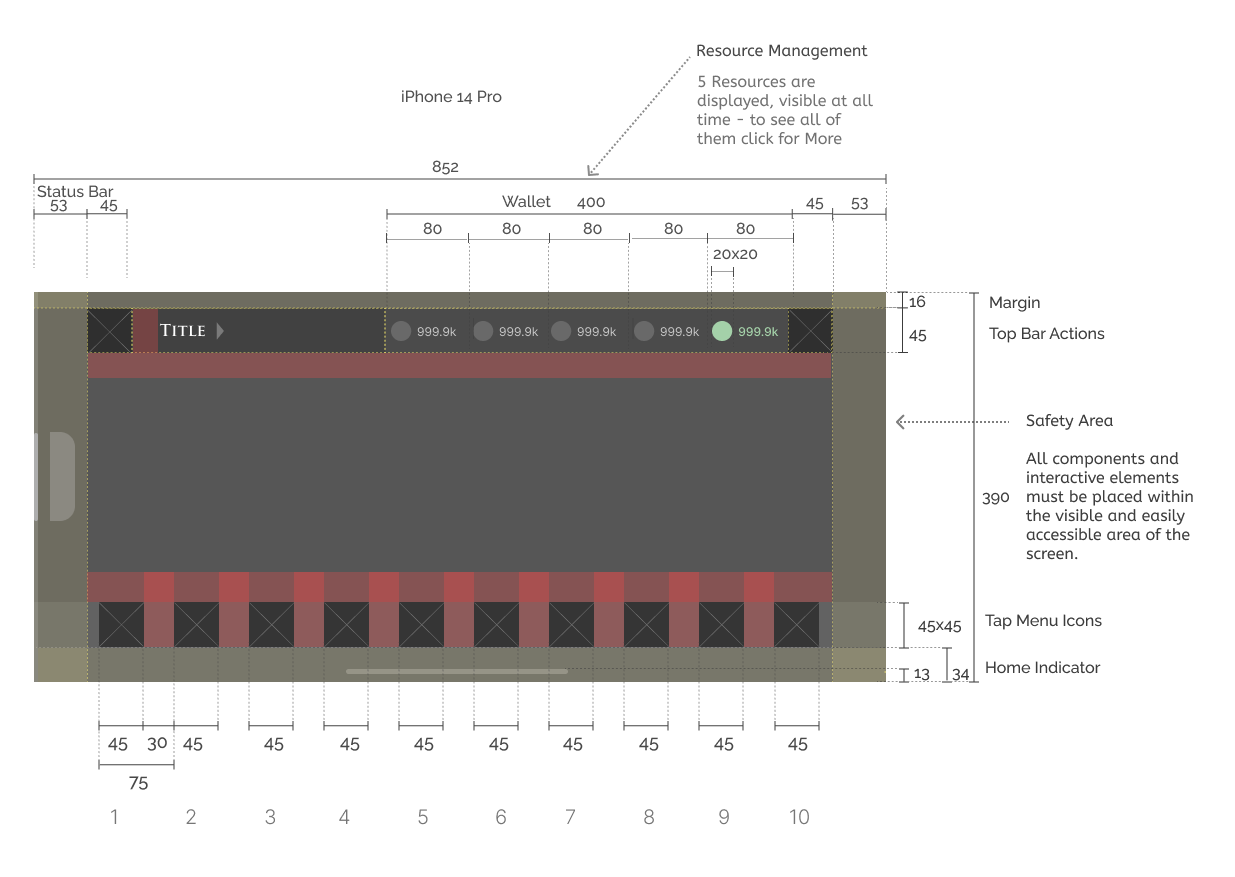 Resource Management
5 Resources are
displayed, visible at all
time - to see all of
them click for More
iPhone 14 Pro
852
Status Bar
53
45
Wallet 400
45
53
80
80
80
80
80
20x20
16
Margin
TITLE
999.9k
999.9k
999.9k
999.9k
999.9k
45
Top Bar Actions
Safety Area
All components and
interactive elements
must be placed within
the visible and easily
accessible area of the
screen.
390
45x45
Tap Menu Icons
13
34
Home Indicator
45
30
45
45
45
45
45
45
45
45
45
75
1
2
3
4
5
6
7
8
9
10